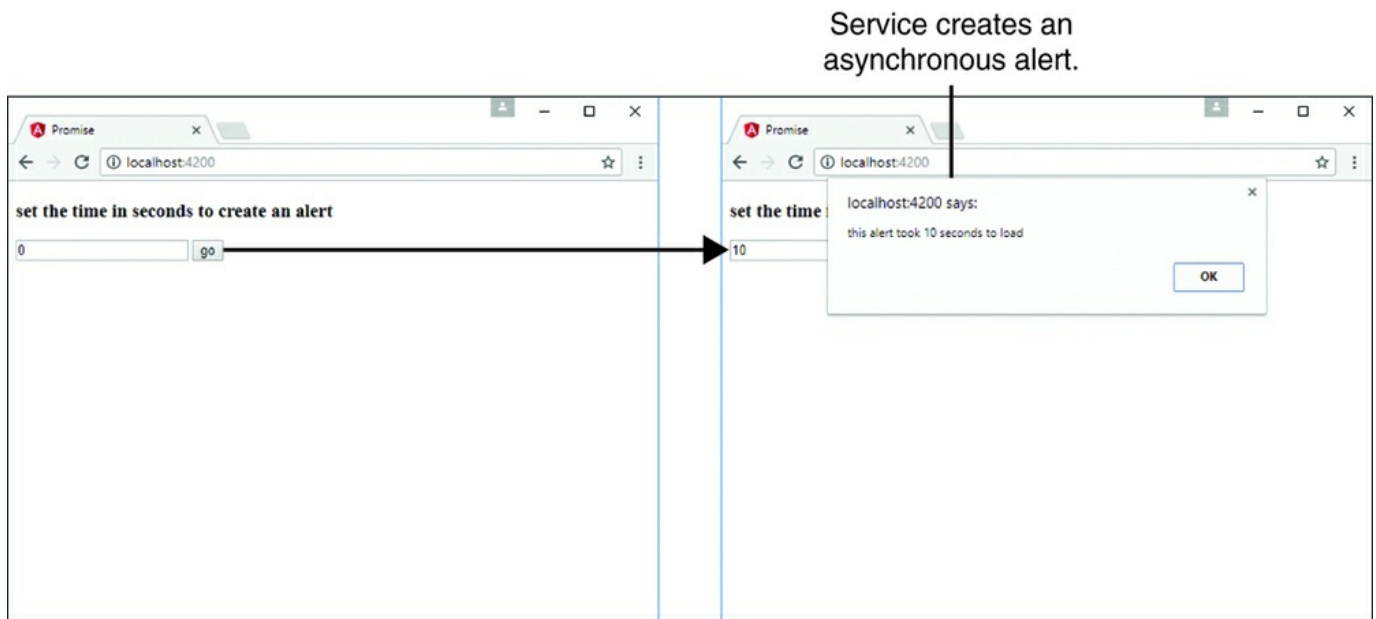 Service creates an
asynchronous alert.
Promise
localhost:4200
set the time in seconds to create an alert
0
go
Promise
localhost:4200
set the time
localhost:4200 says:
this alert took 10 seconds to load
10
OK